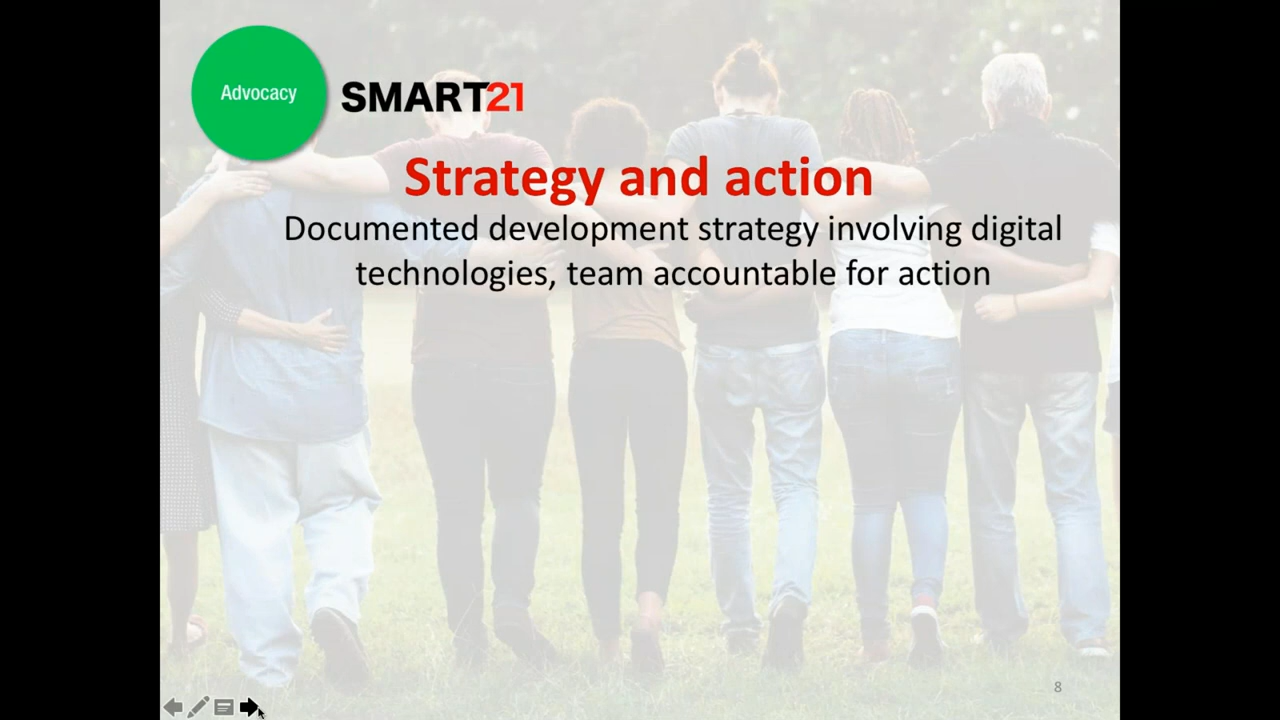 Advocacy
SMART21
Strategy and action
Documented development strategy involving digital
technologies, team accountable for action
8